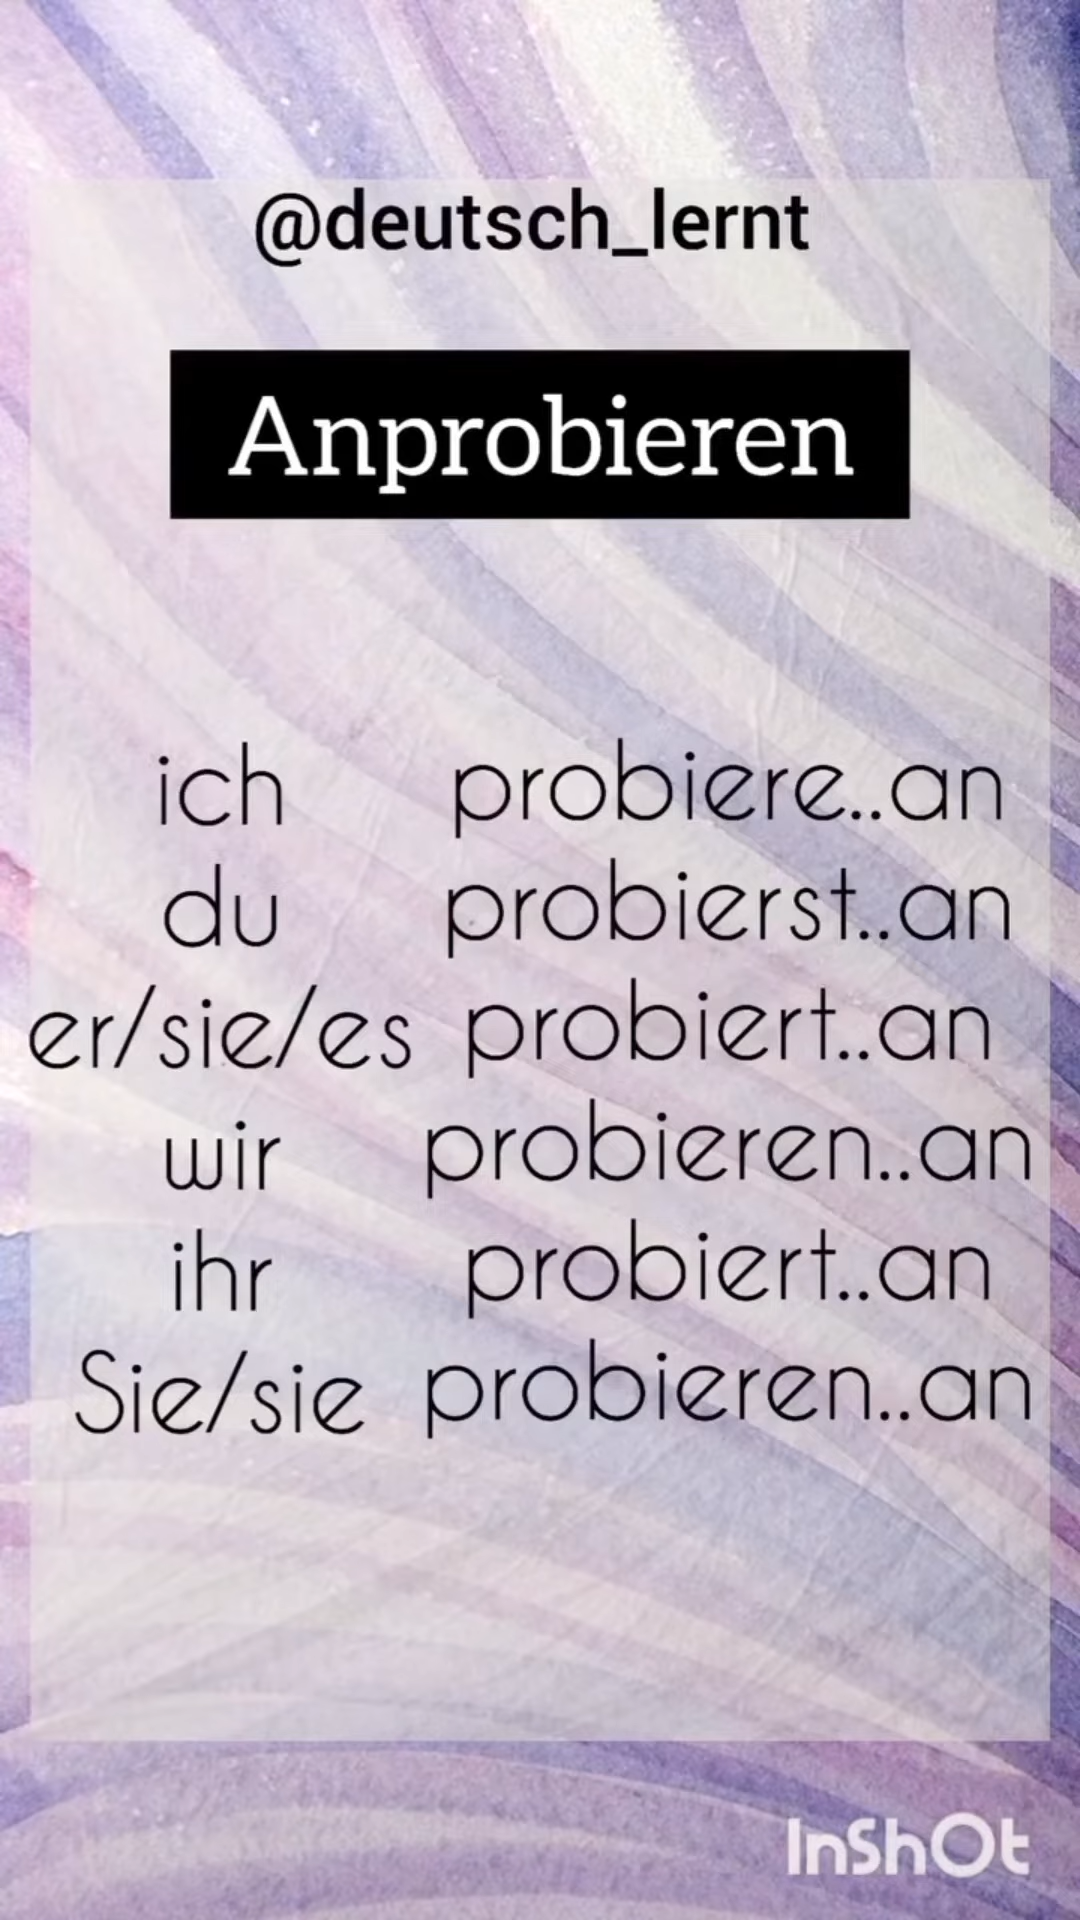 @deutsch_lernt
Anprobieren
ich probiere..an
du probierst..an
er/sie/es probiert..an
wir probieren..an
ihr probiert..an
Sie/sie probieren..an
InShOt